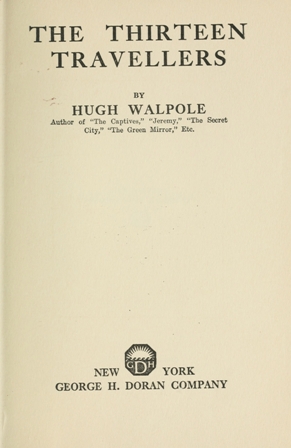 THE THIRTEEN
TRAVELLERS
BY
HUGH WALPOLE
Author of "The Captives," "Jeremy," "The Secret
City," "The Green Mirror," Etc.
GDH
NEW YORK
GEORGE H. DORAN COMPANY